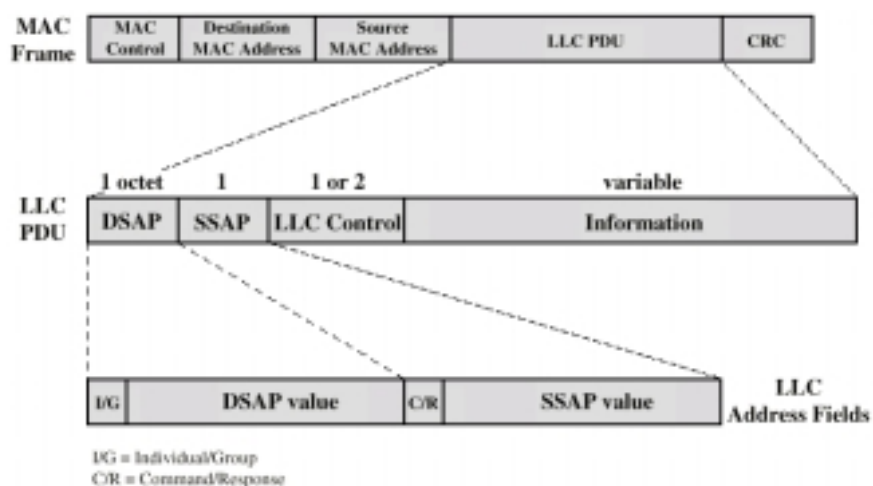 MAC Frame
MAC Control
Destination MAC Address
Source MAC Address
LLC PDU
CRC
1 octet
1
1 or 2
variable
LLC PDU
DSAP
SSAP
LLC Control
Information
I/G
DSAP value
C/R
SSAP value
LLC Address Fields
I/G = Individual/Group
C/R = Command/Response